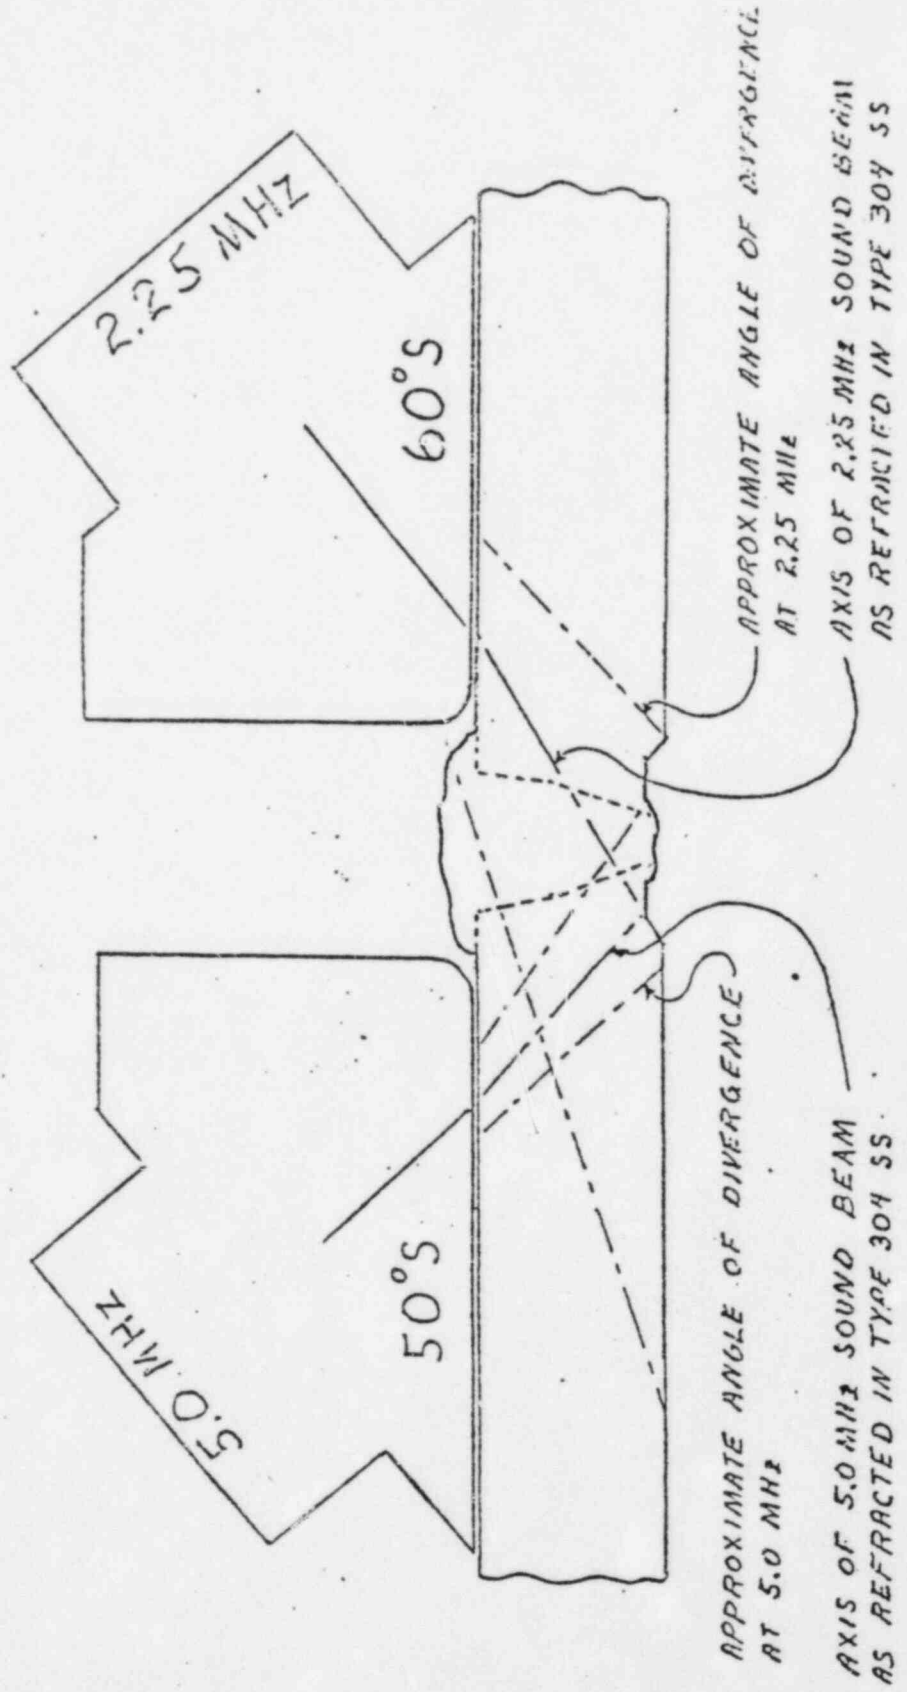 5.0 MHZ
2.25 MHZ
50°S
60°S
APPROXIMATE ANGLE OF DIVERGENCE
AT 5.0 MHz
AXIS OF 5.0 MHz SOUND BEAM
AS REFRACTED IN TYPE 304 SS
APPROXIMATE ANGLE OF DIVERGENCE
AT 2.25 MHz
AXIS OF 2.25 MHz SOUND BEAM
AS REFRACTED IN TYPE 304 SS